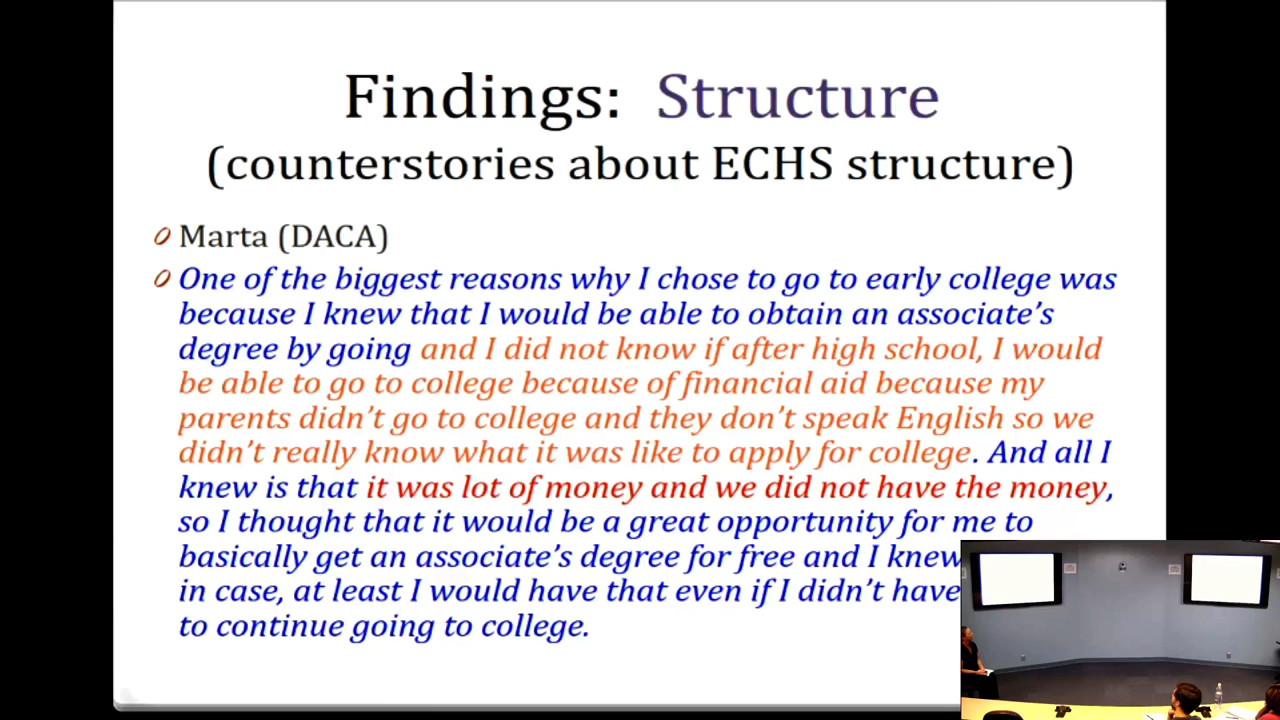 Findings: Structure
(counterstories about ECHS structure)
Marta (DACA)
One of the biggest reasons why I chose to go to early college was
because I knew that I would be able to obtain an associate’s
degree by going and I did not know if after high school, I would
be able to go to college because of financial aid because my
parents didn’t go to college and they don’t speak English so we
didn’t really know what it was like to apply for college. And all I
knew is that it was lot of money and we did not have the money,
so I thought that it would be a great opportunity for me to
basically get an associate’s degree for free and I knew
in case, at least I would have that even if I didn’t have
to continue going to college.